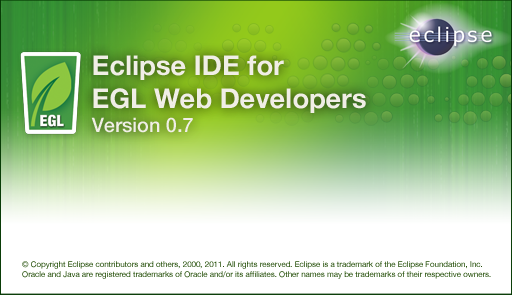 eclipse
Eclipse IDE for
EGL Web Developers
Version 0.7
EGL
© Copyright Eclipse contributors and others, 2000, 2011. All rights reserved. Eclipse is a trademark of the Eclipse Foundation, Inc.
Oracle and Java are registered trademarks of Oracle and/or its affiliates. Other names may be trademarks of their respective owners.